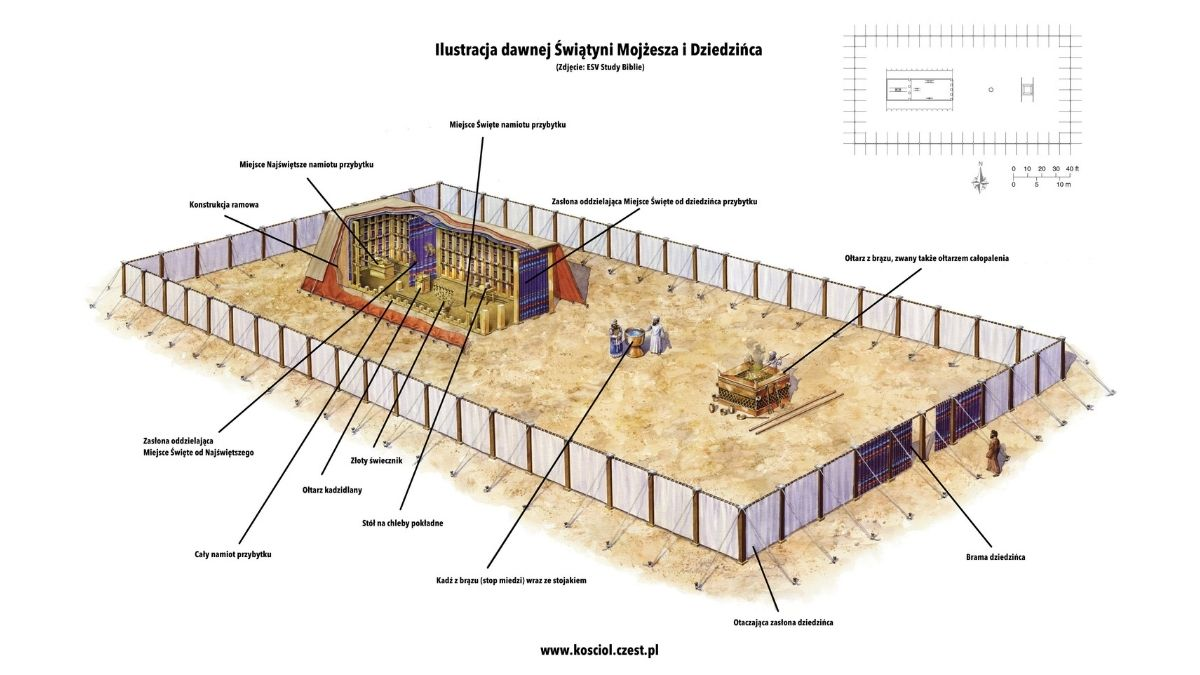 Ilustracja dawnej Świątyni Mojżesza i Dziedzińca
(Zdjęcie: ESV Study Biblie)
N
0 10 20 30 40 ft
0 5 10 m
Miejsce Święte namiotu przybytku
Miejsce Najświętsze namiotu przybytku
Konstrukcja ramowa
Zasłona oddzielająca Miejsce Święte od dziedzińca przybytku
Ołtarz z brązu, zwany także ołtarzem całopalenia
Zasłona oddzielająca
Miejsce Święte od Najświętszego
Złoty świecznik
Ołtarz kadzidlany
Stół na chleby pokładne
Cały namiot przybytku
Kadź z brązu (stop miedzi) wraz ze stojakiem
Brama dziedzińca
Otaczająca zasłona dziedzińca
www.kosciol.czest.pl